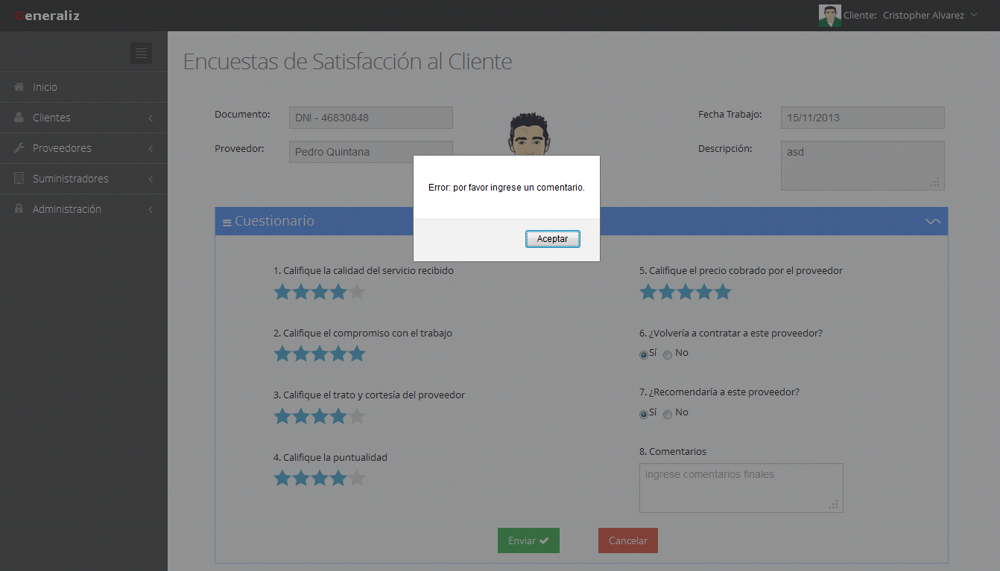 Generaliz
Cliente: Cristopher Alvarez
Inicio
Clientes
Proveedores
Suministradores
Administración
Encuestas de Satisfacción al Cliente
Documento:
DNI - 46830848
Fecha Trabajo:
15/11/2013
Proveedor:
Pedro Quintana
Descripción:
asd
Error: por favor ingrese un comentario.
Aceptar
Cuestionario
1. Califique la calidad del servicio recibido
2. Califique el compromiso con el trabajo
3. Califique el trato y cortesía del proveedor
4. Califique la puntualidad
5. Califique el precio cobrado por el proveedor
6. ¿Volvería a contratar a este proveedor?
Sí No
7. ¿Recomendaría a este proveedor?
Sí No
8. Comentarios
Ingrese comentarios finales
Enviar
Cancelar